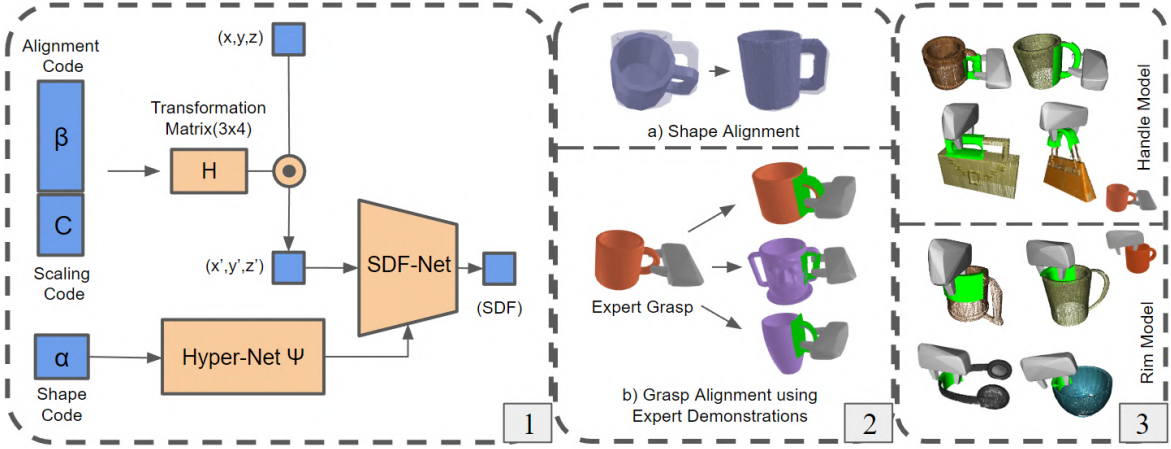 Alignment
Code
β
C
Scaling
Code
α
Shape
Code
(x,y,z)
Transformation
Matrix(3x4)
H
(x',y',z')
SDF-Net
(SDF)
Hyper-Net Ψ
1
a) Shape Alignment
Expert Grasp
b) Grasp Alignment using
Expert Demonstrations
2
Handle Model
Rim Model
3